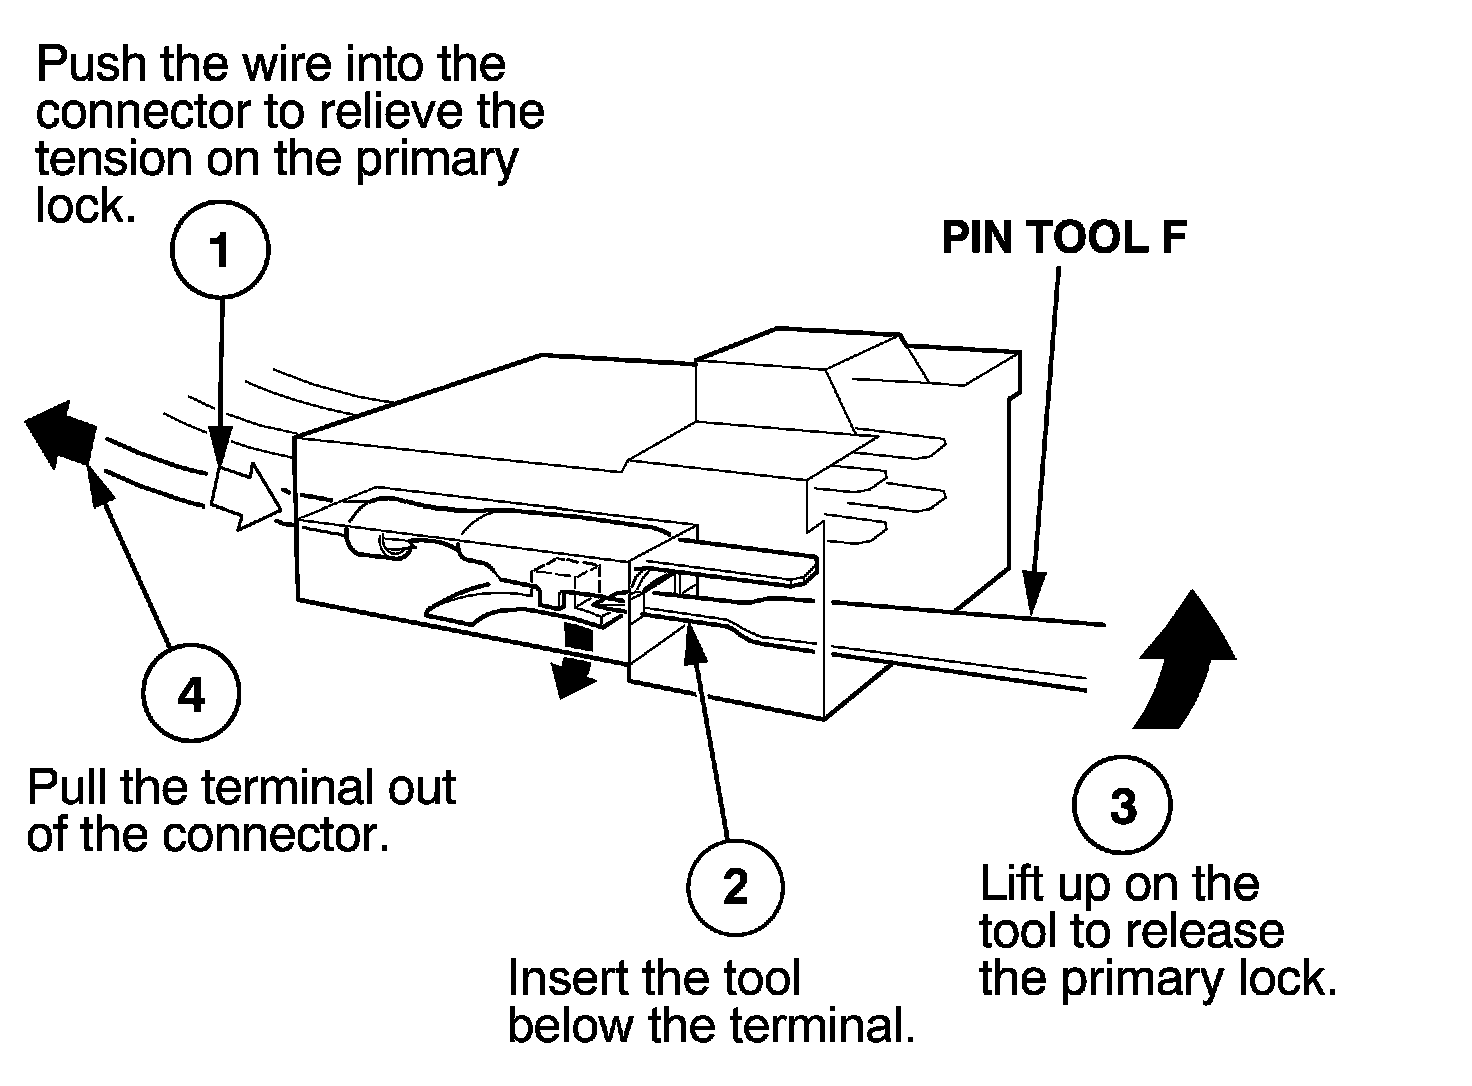 Push the wire into the
connector to relieve the
tension on the primary
lock.
1
PIN TOOL F
4
Pull the terminal out
of the connector.
2
Insert the tool
below the terminal.
3
Lift up on the
tool to release
the primary lock.